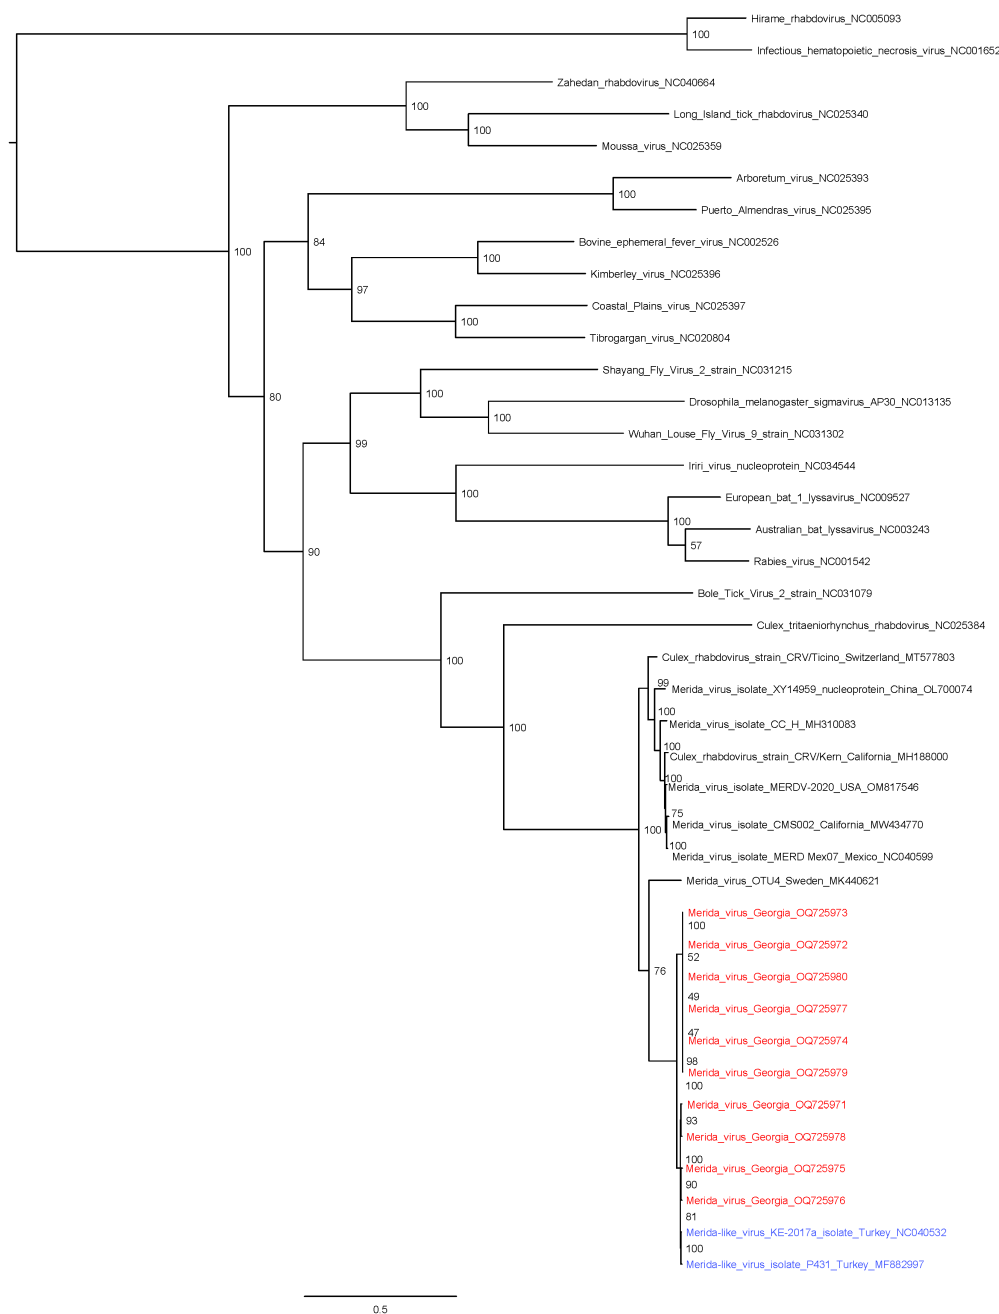 Hirame_rhabdovirus_NC005093
100
Infectious_hematopoietic_necrosis_virus_NC001652
Zahedan_rhabdovirus_NC040664
100
Long_Island_tick_rhabdovirus_NC025340
100
Moussa_virus_NC025359
Arboretum_virus_NC025393
100
Puerto_Almendras_virus_NC025395
Bovine_ephemeral_fever_virus_NC002526
84
100
100
Kimberley_virus_NC025396
97
Coastal_Plains_virus_NC025397
100
Tibrogargan_virus_NC020804
Shayang_Fly_Virus_2_strain_NC031215
100
80
Drosophila_melanogaster_sigmavirus_AP30_NC013135
100
Wuhan_Louse_Fly_Virus_9_strain_NC031302
99
Iriri_virus_nucleoprotein_NC034544
100
European_bat_1_lyssavirus_NC009527
100
Australian_bat_lyssavirus_NC003243
57
90
Rabies_virus_NC001542
Bole_Tick_Virus_2_strain_NC031079
Culex_tritaeniorhynchus_rhabdovirus_NC025384
100
Culex_rhabdovirus_strain_CRV/Ticino_Switzerland_MT577803
99
Merida_virus_isolate_XY14959_nucleoprotein_China_OL700074
100
Merida_virus_isolate_CC_H_MH310083
100
100
Culex_rhabdovirus_strain_CRV/Kern_California_MH188000
100
Merida_virus_isolate_MERDV-2020_USA_OM817546
75
Merida_virus_isolate_CMS002_California_MW434770
100
100
Merida_virus_isolate_MERD Mex07_Mexico_NC040599
Merida_virus_OTU4_Sweden_MK440621
Merida_virus_Georgia_OQ725973
100
Merida_virus_Georgia_OQ725972
52
76
Merida_virus_Georgia_OQ725980
49
Merida_virus_Georgia_OQ725977
47
Merida_virus_Georgia_OQ725974
98
Merida_virus_Georgia_OQ725979
100
Merida_virus_Georgia_OQ725971
93
Merida_virus_Georgia_OQ725978
100
Merida_virus_Georgia_OQ725975
90
Merida_virus_Georgia_OQ725976
81
Merida-like_virus_KE-2017a_isolate_Turkey_NC040532
100
Merida-like_virus_isolate_P431_Turkey_MF882997
0.5